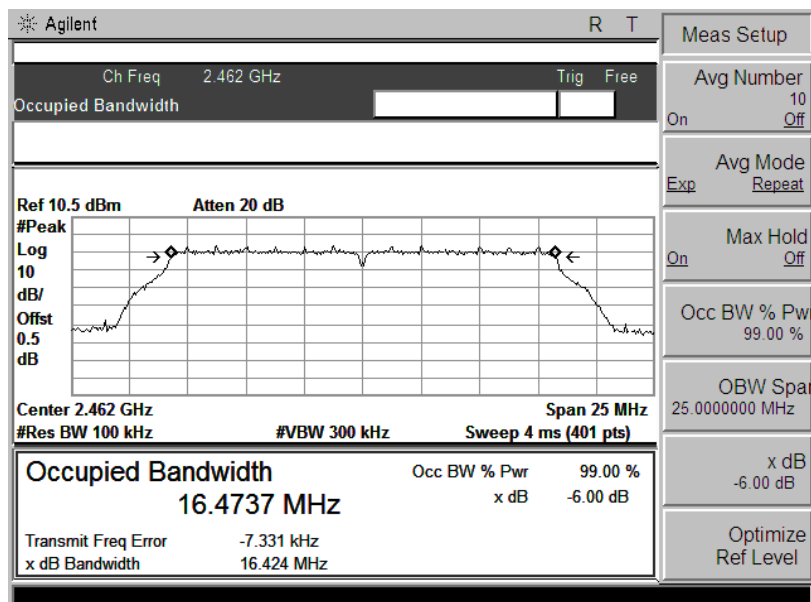 Agilent R T
Meas Setup
Ch Freq 2.462 GHz Trig Free
Occupied Bandwidth
Avg Number
10
On Off
Avg Mode
Exp Repeat
Max Hold
On Off
Occ BW % Pwr
99.00 %
OBW Span
25.0000000 MHz
x dB
-6.00 dB
Optimize
Ref Level
Ref 10.5 dBm Atten 20 dB
#Peak
Log
10
dB/
Offst
0.5
dB
Center 2.462 GHz Span 25 MHz
#Res BW 100 kHz #VBW 300 kHz Sweep 4 ms (401 pts)
Occupied Bandwidth Occ BW % Pwr 99.00 %
16.4737 MHz x dB -6.00 dB
Transmit Freq Error -7.331 kHz
x dB Bandwidth 16.424 MHz